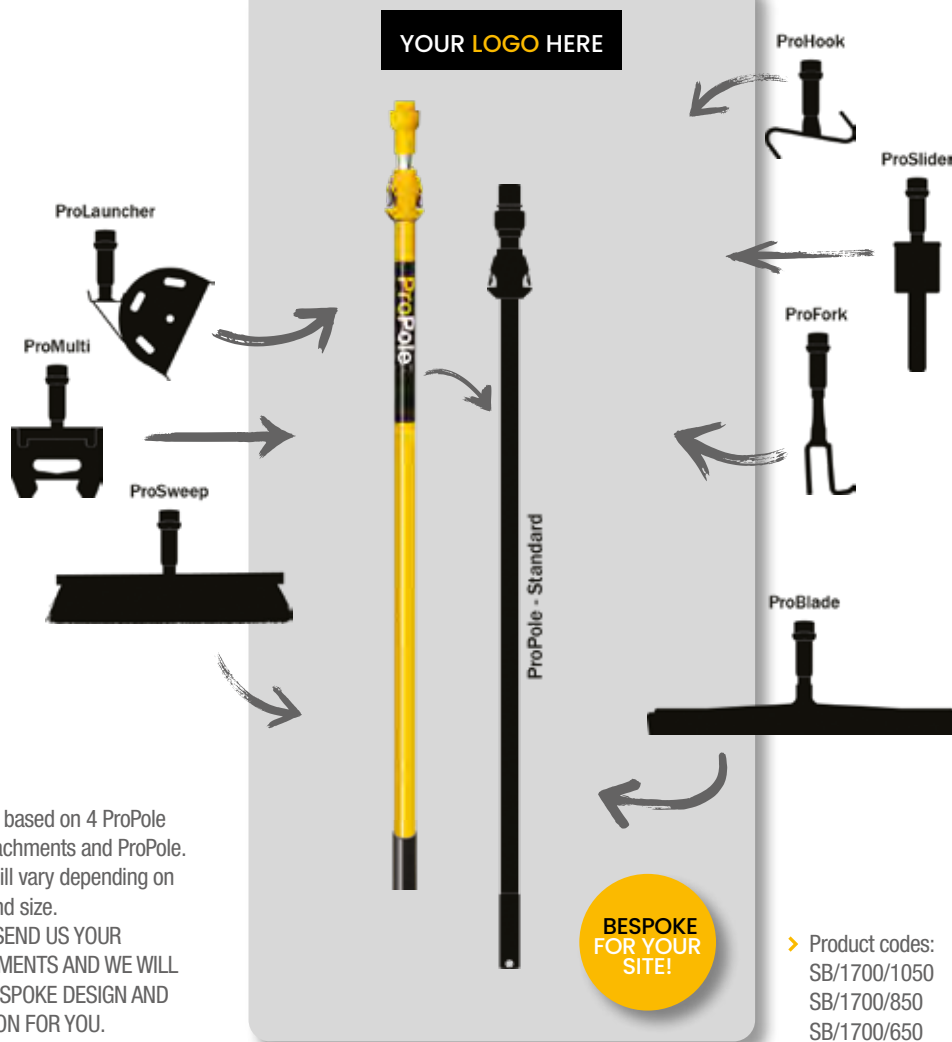 YOUR LOGO HERE
ProHook
ProSlider
ProLauncher
ProPole
ProFork
ProMulti
ProSweep
ProPole - Standard
ProBlade
based on 4 ProPole
achments and ProPole.
ill vary depending on
nd size.
SEND US YOUR
MENTS AND WE WILL
SPOKE DESIGN AND
ON FOR YOU.
BESPOKE
FOR YOUR
SITE!
> Product codes:
SB/1700/1050
SB/1700/850
SB/1700/650